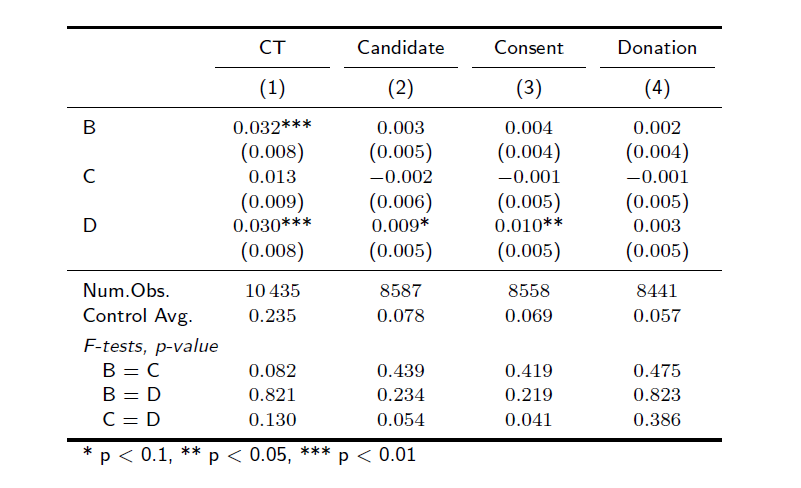 CT Candidate Consent Donation
(1) (2) (3) (4)
B 0.032*** 0.003 0.004 0.002
(0.008) (0.005) (0.004) (0.004)
C 0.013 −0.002 −0.001 −0.001
(0.009) (0.006) (0.005) (0.005)
D 0.030*** 0.009* 0.010** 0.003
(0.008) (0.005) (0.005) (0.005)
Num.Obs. 10 435 8587 8558 8441
Control Avg. 0.235 0.078 0.069 0.057
F-tests, p-value
B = C 0.082 0.439 0.419 0.475
B = D 0.821 0.234 0.219 0.823
C = D 0.130 0.054 0.041 0.386
* p < 0.1, ** p < 0.05, *** p < 0.01